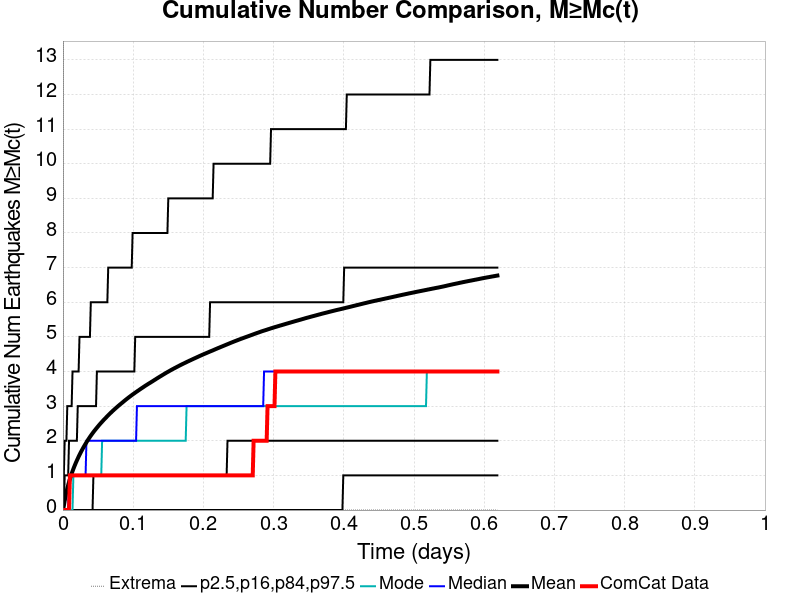 Cumulative Number Comparison, M≥Mc(t)
Cumulative Num Earthquakes M≥Mc(t)
13
12
11
10
9
8
7
6
5
4
3
2
1
0
0 0.1 0.2 0.3 0.4 0.5 0.6 0.7 0.8 0.9 1
Time (days)
Extrema p2.5,p16,p84,p97.5 Mode Median Mean ComCat Data